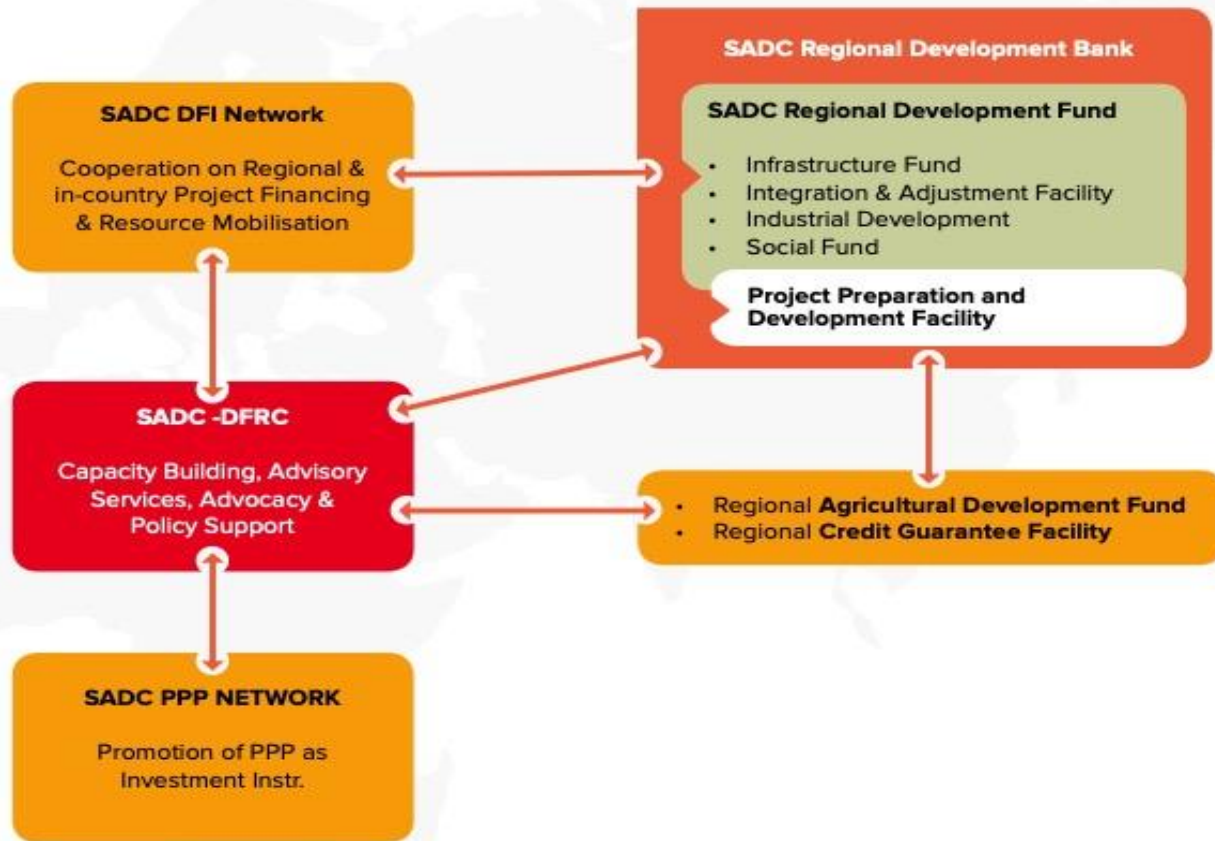 SADC DFI Network
Cooperation on Regional &
in-country Project Financing
& Resource Mobilisation
SADC Regional Development Bank
SADC Regional Development Fund
• Infrastructure Fund
• Integration & Adjustment Facility
• Industrial Development
• Social Fund
Project Preparation and
Development Facility
SADC -DFRC
Capacity Building, Advisory
Services, Advocacy &
Policy Support
• Regional Agricultural Development Fund
• Regional Credit Guarantee Facility
SADC PPP NETWORK
Promotion of PPP as
Investment Instr.